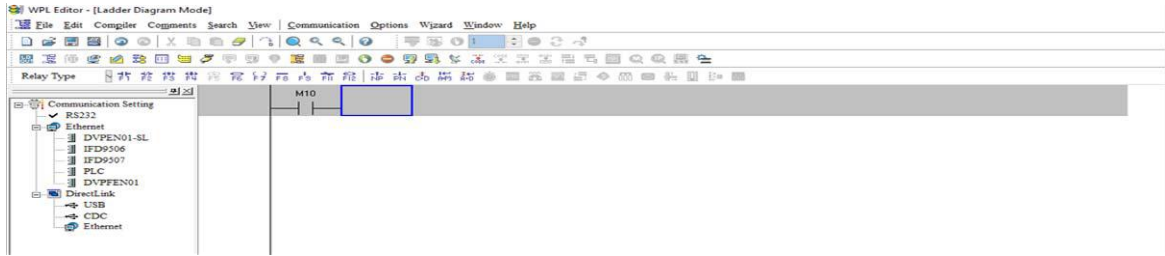 WPL Editor - [Ladder Diagram Mode]
File Edit Compiler Comments Search View Communication Options Wizard Window Help
1
Relay Type
M10
Communication Setting
RS232
Ethernet
DVPEN01-SL
IFD9506
IFD9507
PLC
DVPFEN01
DirectLink
USB
CDC
Ethernet